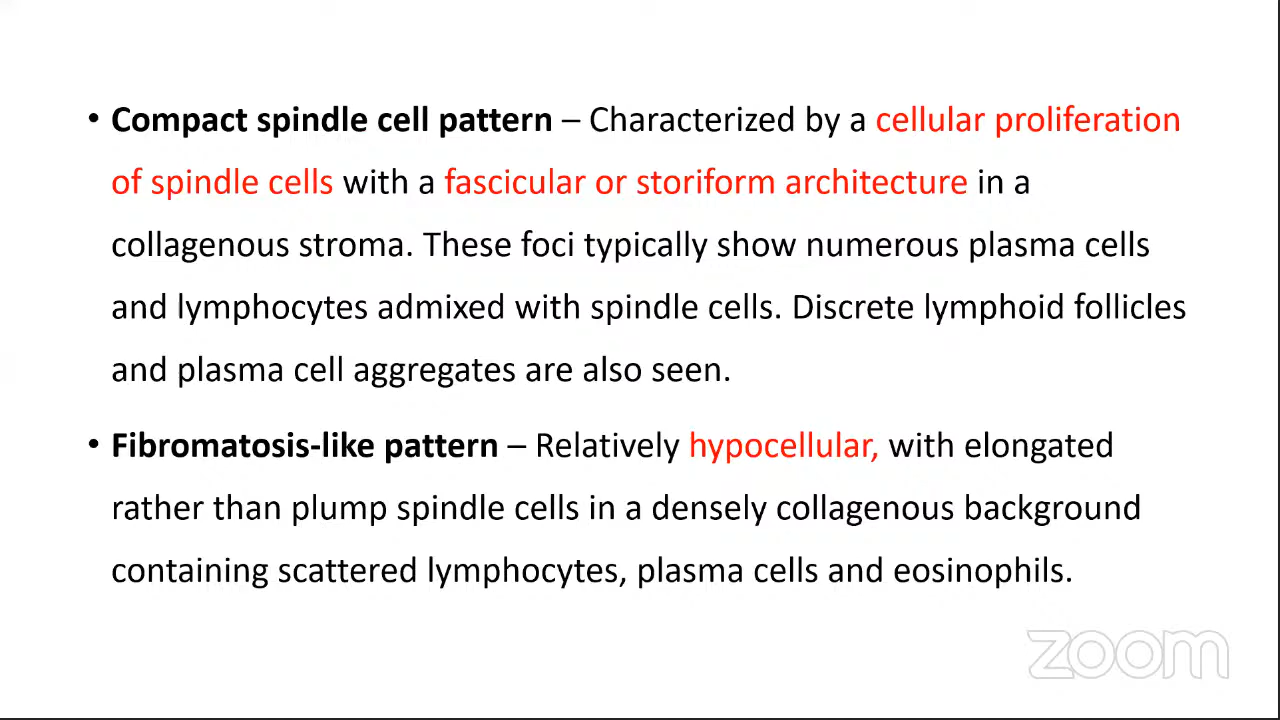 • Compact spindle cell pattern – Characterized by a cellular proliferation
of spindle cells with a fascicular or storiform architecture in a
collagenous stroma. These foci typically show numerous plasma cells
and lymphocytes admixed with spindle cells. Discrete lymphoid follicles
and plasma cell aggregates are also seen.
• Fibromatosis-like pattern – Relatively hypocellular, with elongated
rather than plump spindle cells in a densely collagenous background
containing scattered lymphocytes, plasma cells and eosinophils.
zoom